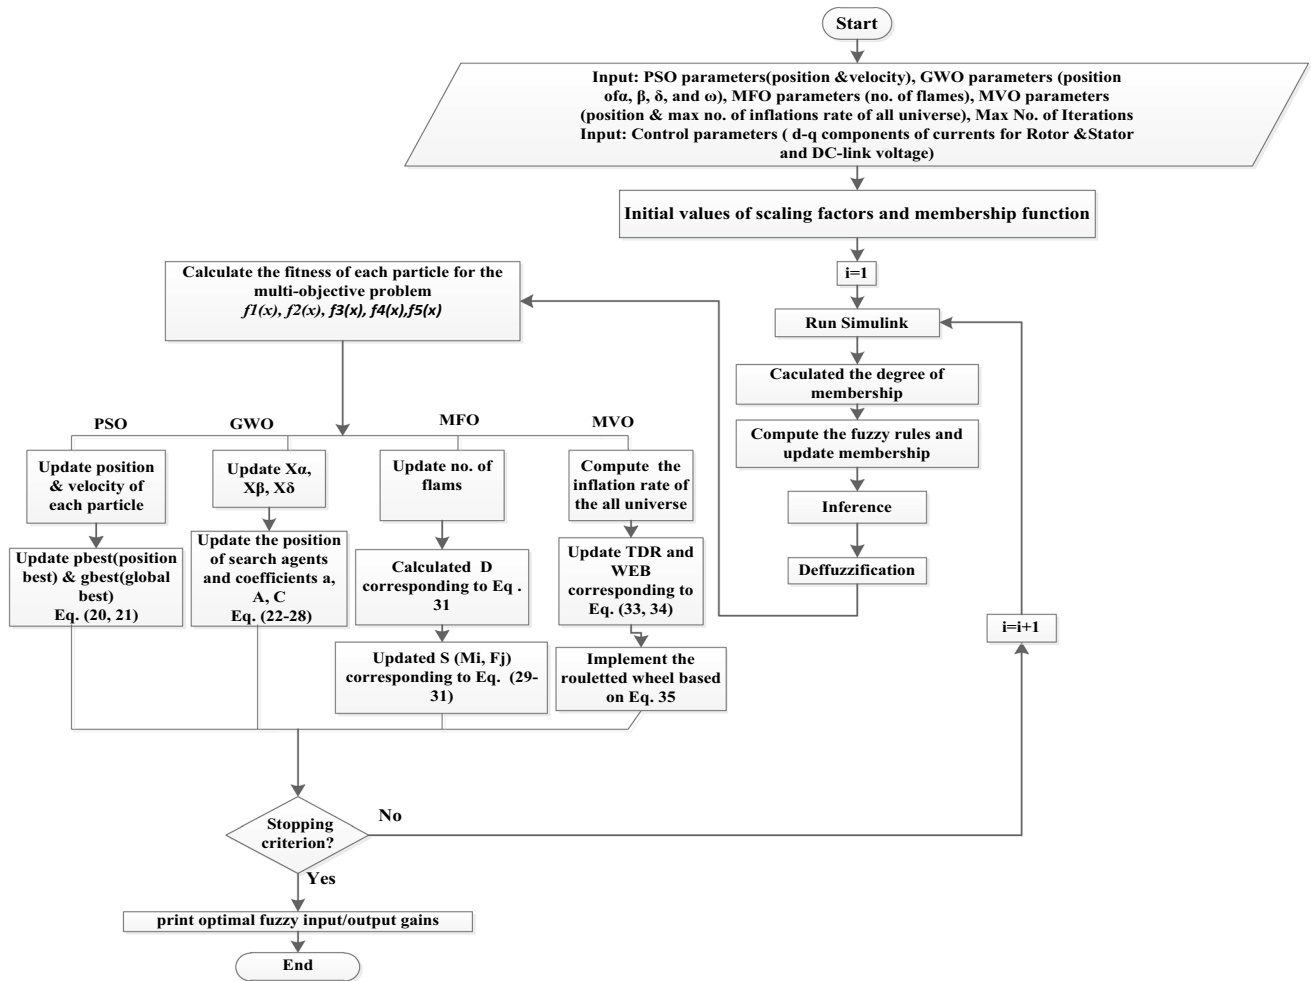 Start
Input: PSO parameters(position &velocity), GWO parameters (position
ofα, β, δ, and ω), MFO parameters (no. of flames), MVO parameters
(position & max no. of inflations rate of all universe), Max No. of Iterations
Input: Control parameters ( d-q components of currents for Rotor &Stator
and DC-link voltage)
Initial values of scaling factors and membership function
i=1
Run Simulink
Caculated the degree of
membership
Compute the fuzzy rules and
update membership
Inference
Deffuzzification
Calculate the fitness of each particle for the
multi-objective problem
f1(x), f2(x), f3(x), f4(x),f5(x)
PSO
Update position
& velocity of
each particle
Update pbest(position
best) & gbest(global
best)
Eq. (20, 21)
GWO
Update Xα,
Xβ, Xδ
Update the position
of search agents
and coefficients a,
A, C
Eq. (22-28)
MFO
Update no. of
flams
Calculated D
corresponding to Eq .
31
Updated S (Mi, Fj)
corresponding to Eq. (29-
31)
MVO
Compute the
inflation rate of
the all universe
Update TDR and
WEB
corresponding to
Eq. (33, 34)
Implement the
rouletted wheel based
on Eq. 35
Stopping
criterion?
No
i=i+1
Yes
print optimal fuzzy input/output gains
End